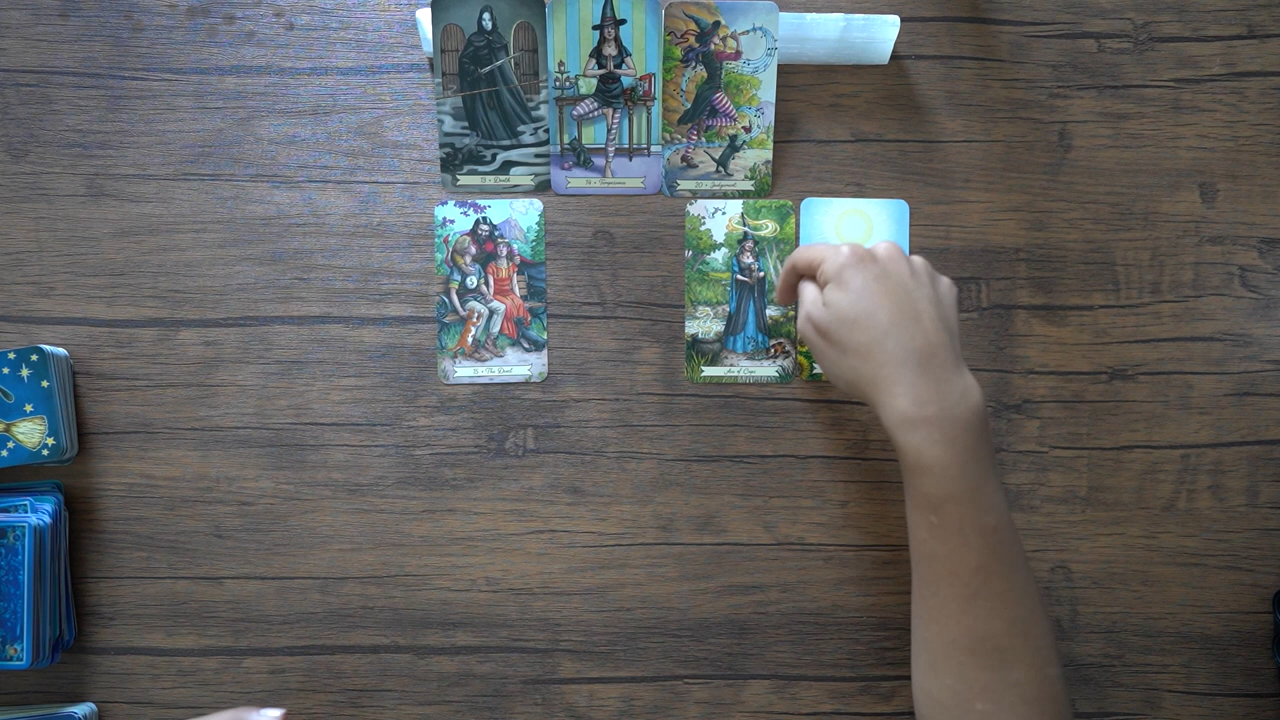 13 • Death
14 • Temperance
20 • Judgement
15 • The Devil
Ace of Cups